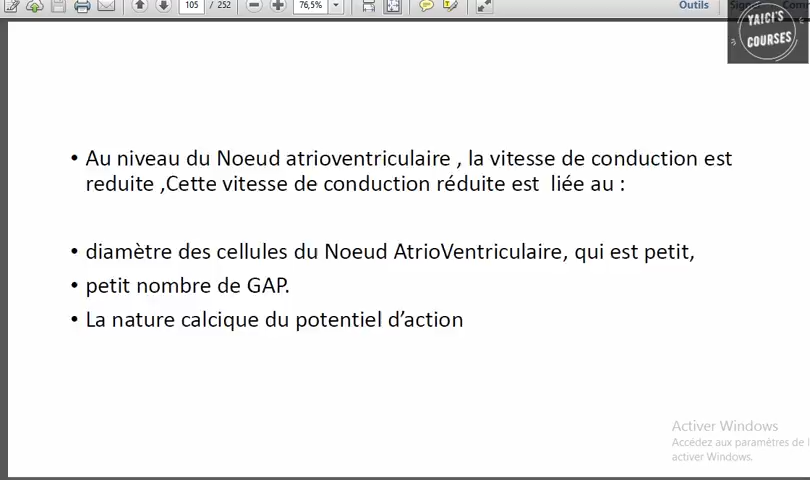 105 / 252
76,5%
Outils
YAICI'S
COURSES
• Au niveau du Noeud atrioventriculaire , la vitesse de conduction est
reduite ,Cette vitesse de conduction réduite est liée au :
• diamètre des cellules du Noeud AtrioVentriculaire, qui est petit,
• petit nombre de GAP.
• La nature calcique du potentiel d’action
Activer Windows
Accédez aux paramètres de l
activer Windows.